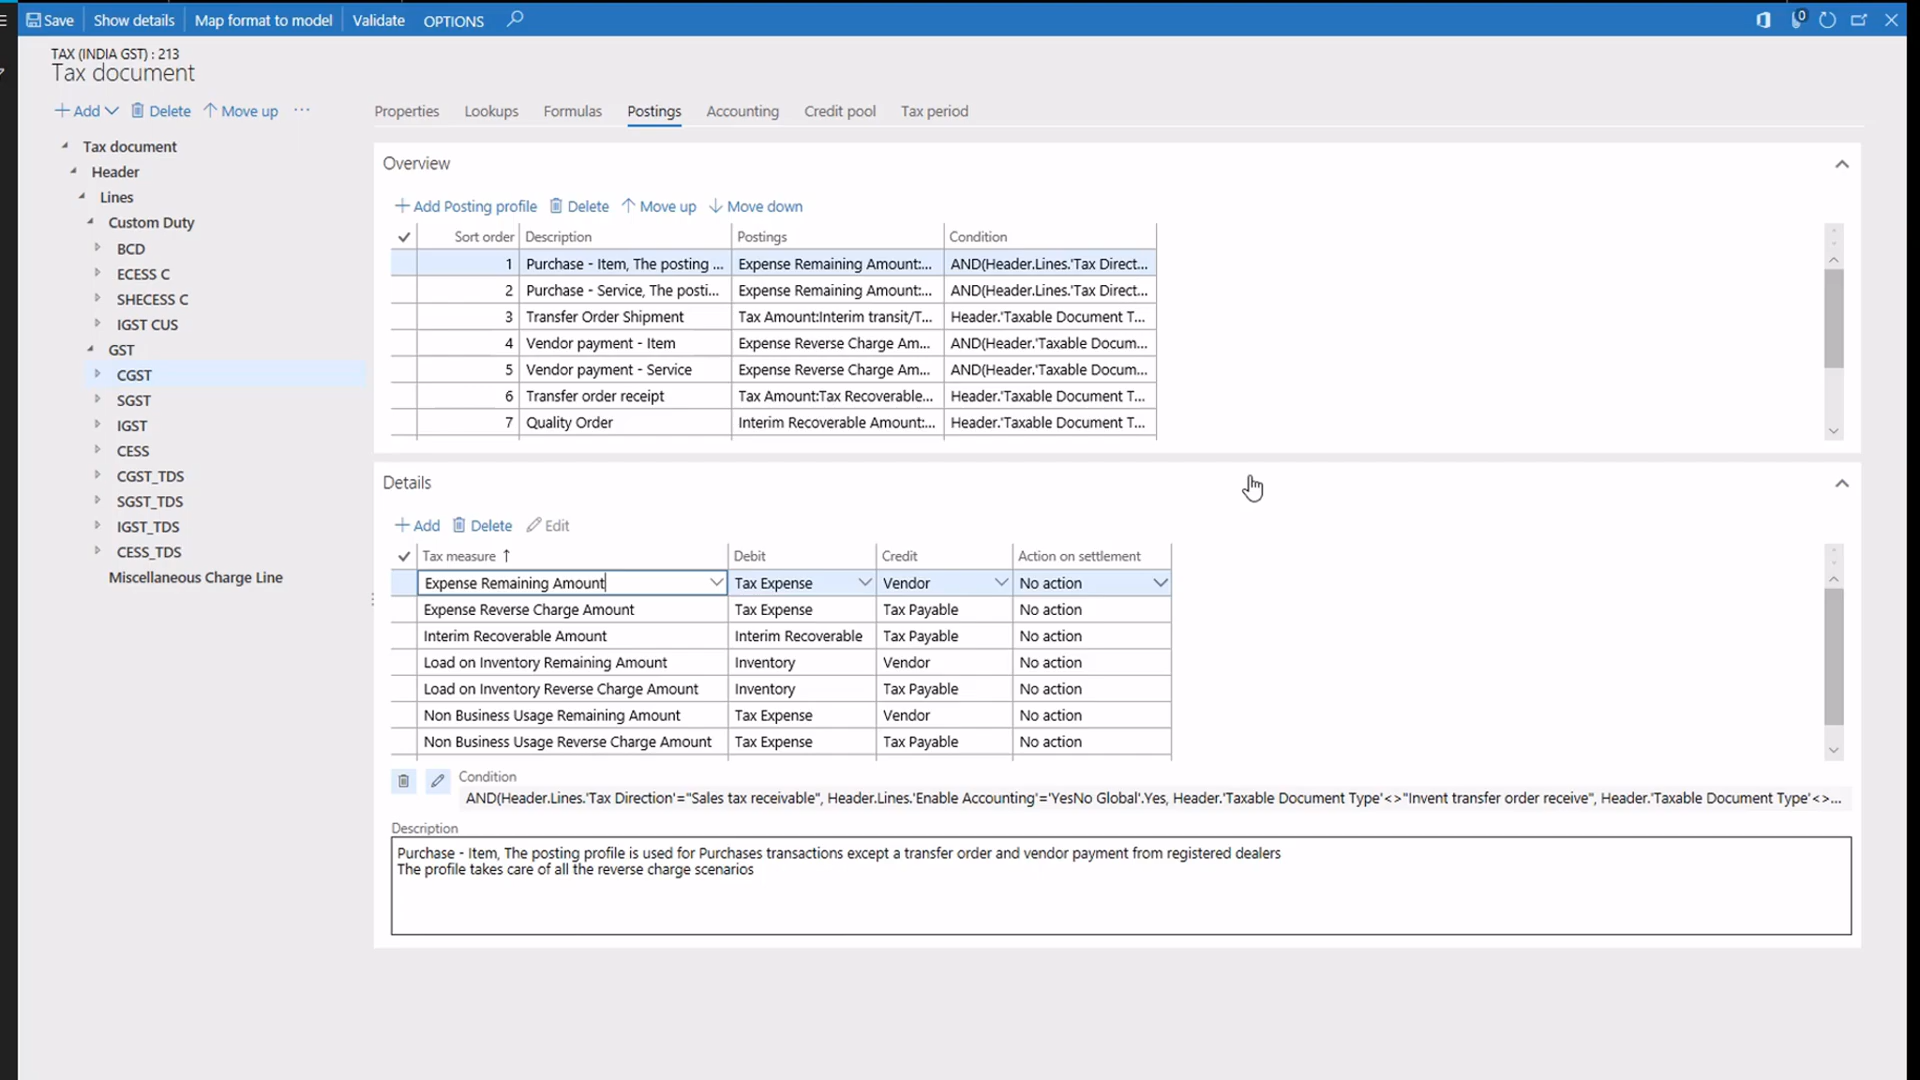 Save Show details Map format to model Validate OPTIONS 0
TAX (INDIA GST) : 213
Tax document
Add Delete Move up ...
Properties Lookups Formulas Postings Accounting Credit pool Tax period
Tax document
Header
Lines
Custom Duty
BCD
ECESS C
SHECESS C
IGST CUS
GST
CGST
SGST
IGST
CESS
CGST_TDS
SGST_TDS
IGST_TDS
CESS_TDS
Miscellaneous Charge Line
Overview
Add Posting profile Delete Move up Move down
Sort order Description Postings Condition
1 Purchase - Item, The posting ... Expense Remaining Amount:... AND(Header.Lines.'Tax Direct...
2 Purchase - Service, The posti... Expense Remaining Amount:... AND(Header.Lines.'Tax Direct...
3 Transfer Order Shipment Tax Amount:Interim transit/T... Header.'Taxable Document T...
4 Vendor payment - Item Expense Reverse Charge Am... AND(Header.'Taxable Docum...
5 Vendor payment - Service Expense Reverse Charge Am... AND(Header.'Taxable Docum...
6 Transfer order receipt Tax Amount:Tax Recoverable... Header.'Taxable Document T...
7 Quality Order Interim Recoverable Amount:... Header.'Taxable Document T...
Details
Add Delete Edit
Tax measure Debit Credit Action on settlement
Expense Remaining Amount Tax Expense Vendor No action
Expense Reverse Charge Amount Tax Expense Tax Payable No action
Interim Recoverable Amount Interim Recoverable Tax Payable No action
Load on Inventory Remaining Amount Inventory Vendor No action
Load on Inventory Reverse Charge Amount Inventory Tax Payable No action
Non Business Usage Remaining Amount Tax Expense Vendor No action
Non Business Usage Reverse Charge Amount Tax Expense Tax Payable No action
Condition
AND(Header.Lines.'Tax Direction'="Sales tax receivable", Header.Lines.'Enable Accounting'='YesNo Global'.Yes, Header.'Taxable Document Type'<>"Invent transfer order receive", Header.'Taxable Document Type'<>...
Description
Purchase - Item, The posting profile is used for Purchases transactions except a transfer order and vendor payment from registered dealers
The profile takes care of all the reverse charge scenarios